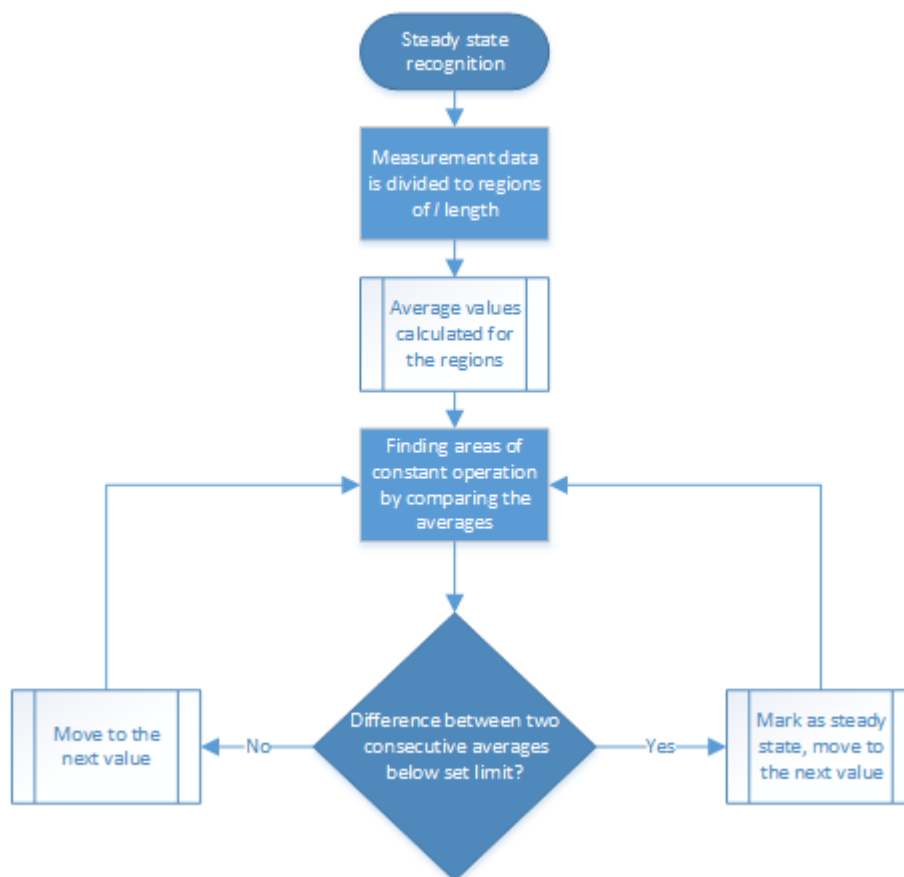 Steady state
recognition
Measurement data
is divided to regions
of l length
Average values
calculated for
the regions
Finding areas of
constant operation
by comparing the
averages
Difference between two
consecutive averages
below set limit?
No
Move to the
next value
Yes
Mark as steady
state, move to
the next value